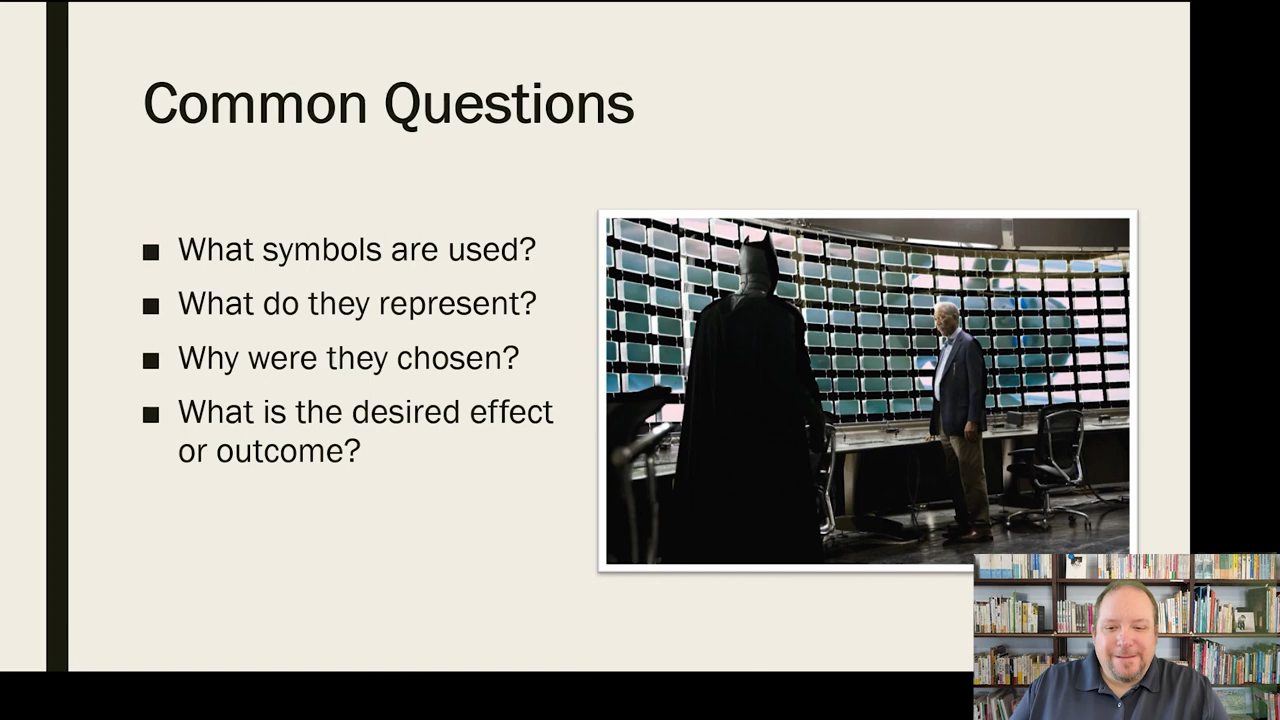 Common Questions
What symbols are used?
What do they represent?
Why were they chosen?
What is the desired effect
or outcome?